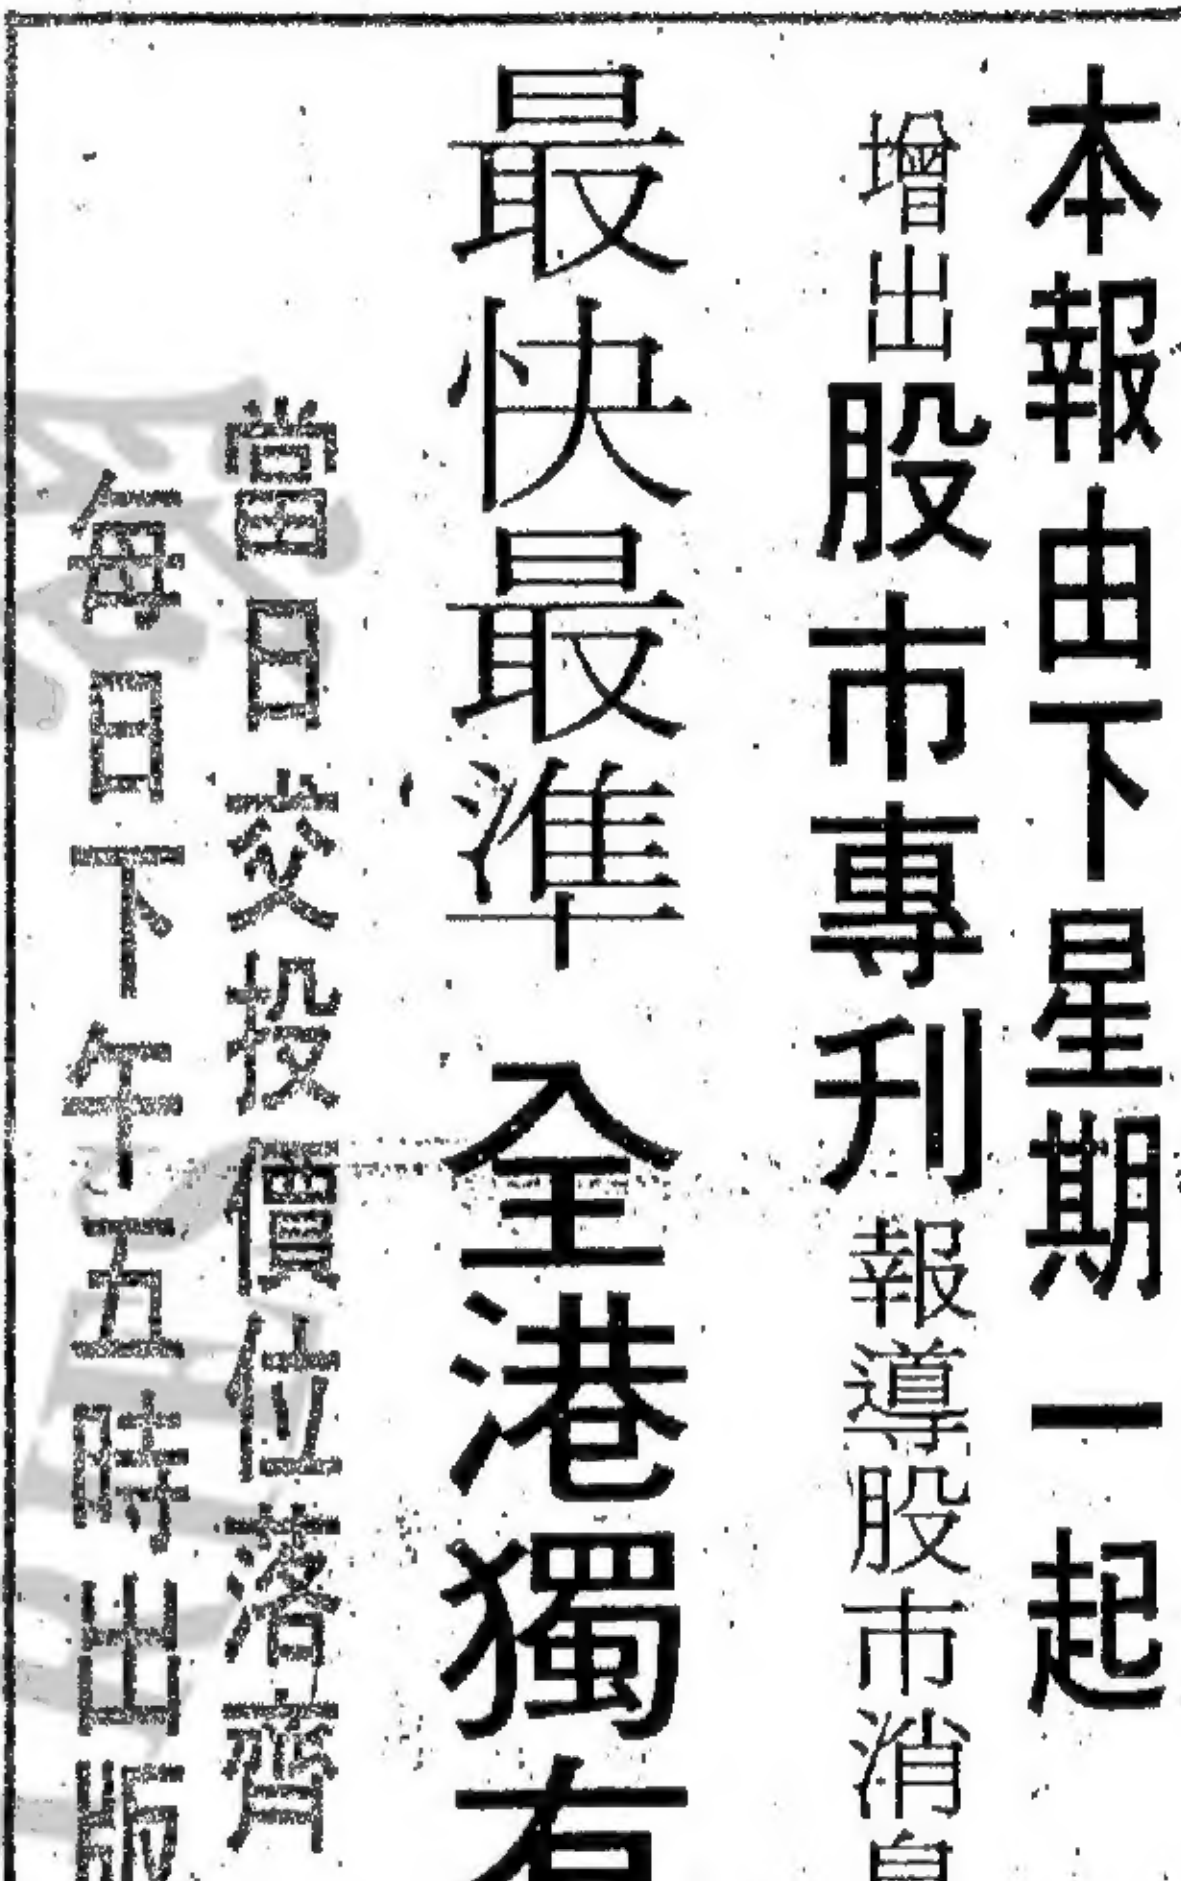 本報由下星期一起
增出股市專刊報導股市消息
最快最準 全港獨有
當日交投價位落齊
每日下午五時出版